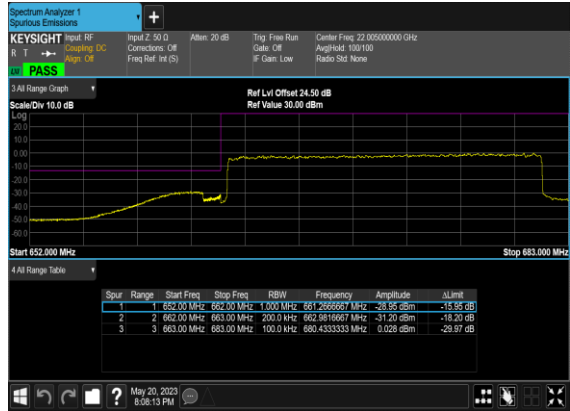 Spectrum Analyzer 1
Spurious Emissions
+
KEYSIGHT Input: RF Input Z: 50 Ω Atten: 20 dB Trig: Free Run Center Freq: 22.005000000 GHz
R T Coupling: DC Corrections: Off Gate: Off Avg|Hold: 100/100
Align: Off Freq Ref: Int (S) IF Gain: Low Radio Std: None
PASS
3 All Range Graph
Ref Lvl Offset 24.50 dB
Scale/Div 10.0 dB Ref Value 30.00 dBm
Log
20.0
10.0
0.00
-10.0
-20.0
-30.0
-40.0
-50.0
-60.0
Start 652.000 MHz Stop 683.000 MHz
4 All Range Table
Spur Range Start Freq Stop Freq RBW Frequency Amplitude ΔLimit
1 1 652.00 MHz 662.00 MHz 1.000 MHz 661.2666667 MHz -28.95 dBm -15.95 dB
2 2 662.00 MHz 663.00 MHz 200.0 kHz 662.9816667 MHz -31.20 dBm -18.20 dB
3 3 663.00 MHz 683.00 MHz 100.0 kHz 680.4333333 MHz 0.028 dBm -29.97 dB
? May 20, 2023
8:08:13 PM